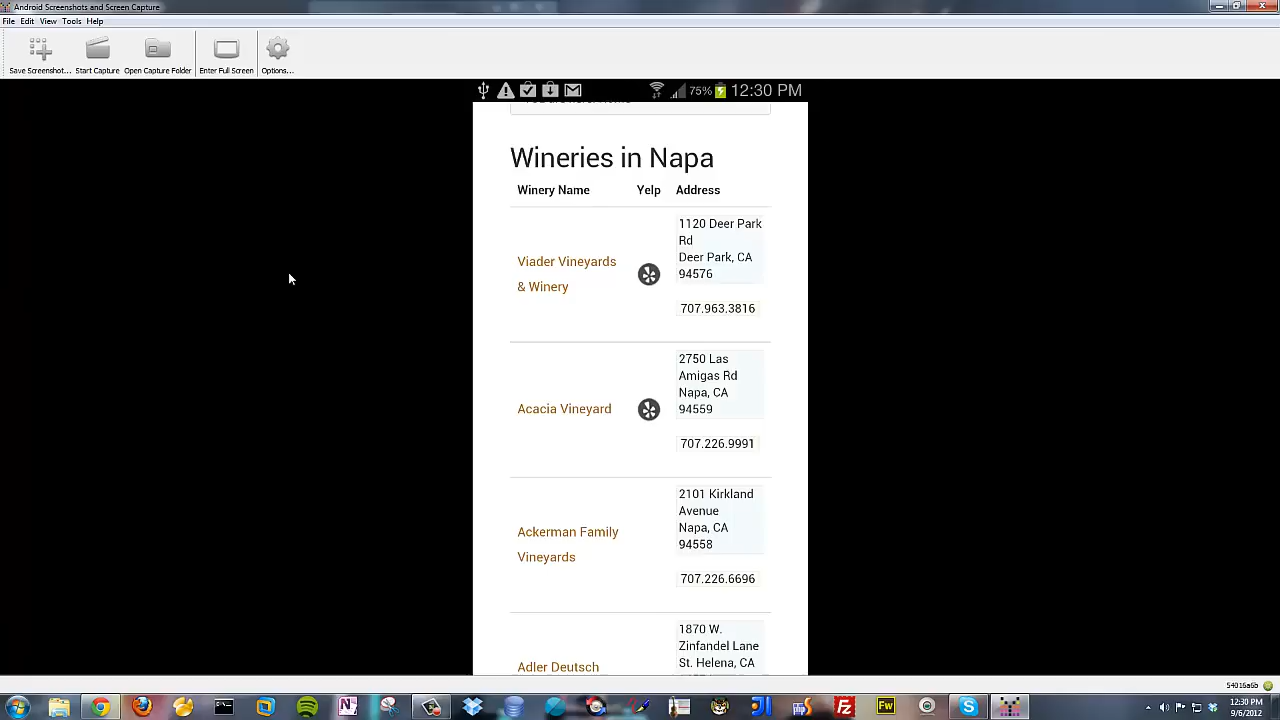 Android Screenshots and Screen Capture
File Edit View Tools Help
Save Screenshot... Start Capture Open Capture Folder Enter Full Screen Options...
75% 12:30 PM
Wineries in Napa
Winery Name Yelp Address
Viader Vineyards
& Winery
1120 Deer Park
Rd
Deer Park, CA
94576
707.963.3816
Acacia Vineyard
2750 Las
Amigas Rd
Napa, CA
94559
707.226.9991
Ackerman Family
Vineyards
2101 Kirkland
Avenue
Napa, CA
94558
707.226.6696
Adler Deutsch
1870 W.
Zinfandel Lane
St. Helena, CA
54016a6b
12:30 PM
9/6/2012